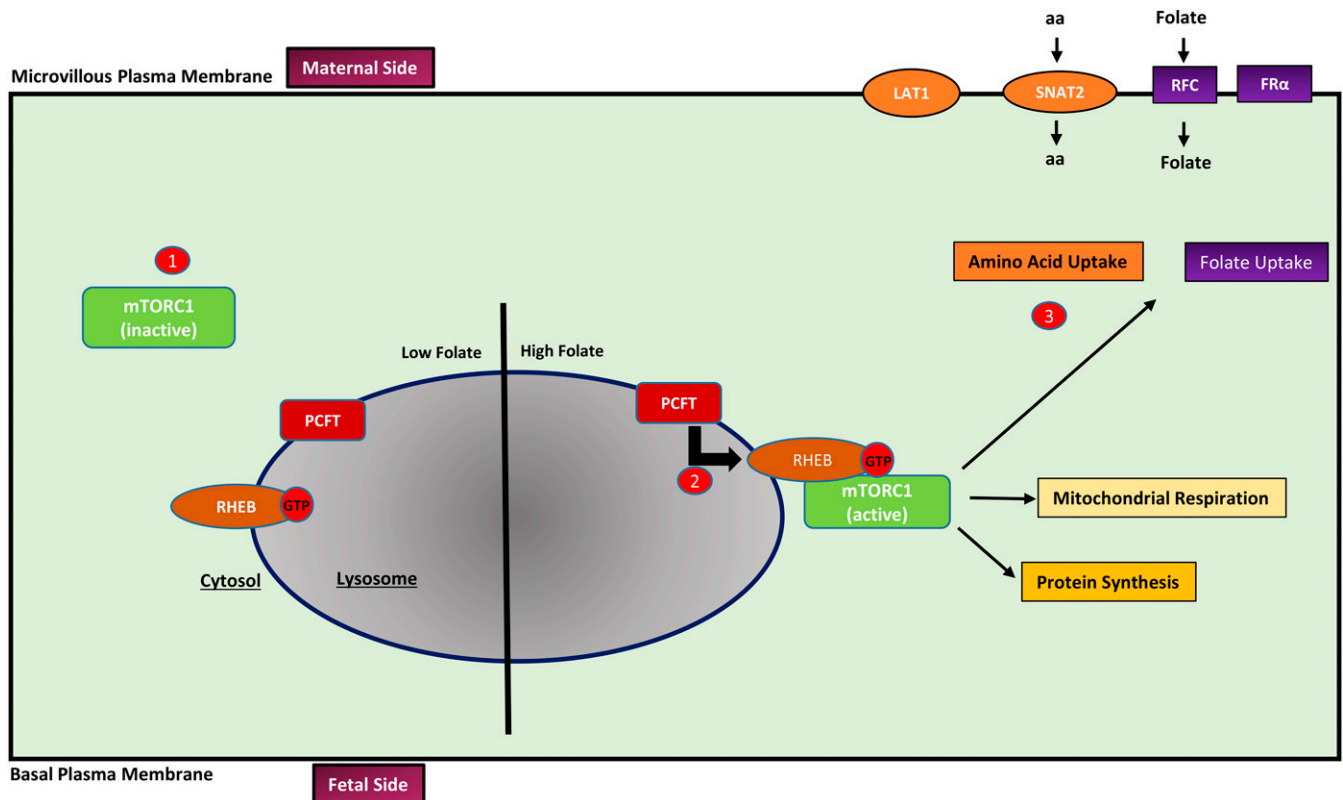 aa
Folate
Maternal Side
Microvillous Plasma Membrane
LAT1
SNAT2
RFC
FRα
aa
Folate
1
mTORC1
(inactive)
Amino Acid Uptake
Folate Uptake
3
Low Folate
High Folate
PCFT
PCFT
RHEB
GTP
2
mTORC1
(active)
RHEB
GTP
Mitochondrial Respiration
Cytosol
Lysosome
Protein Synthesis
Basal Plasma Membrane
Fetal Side